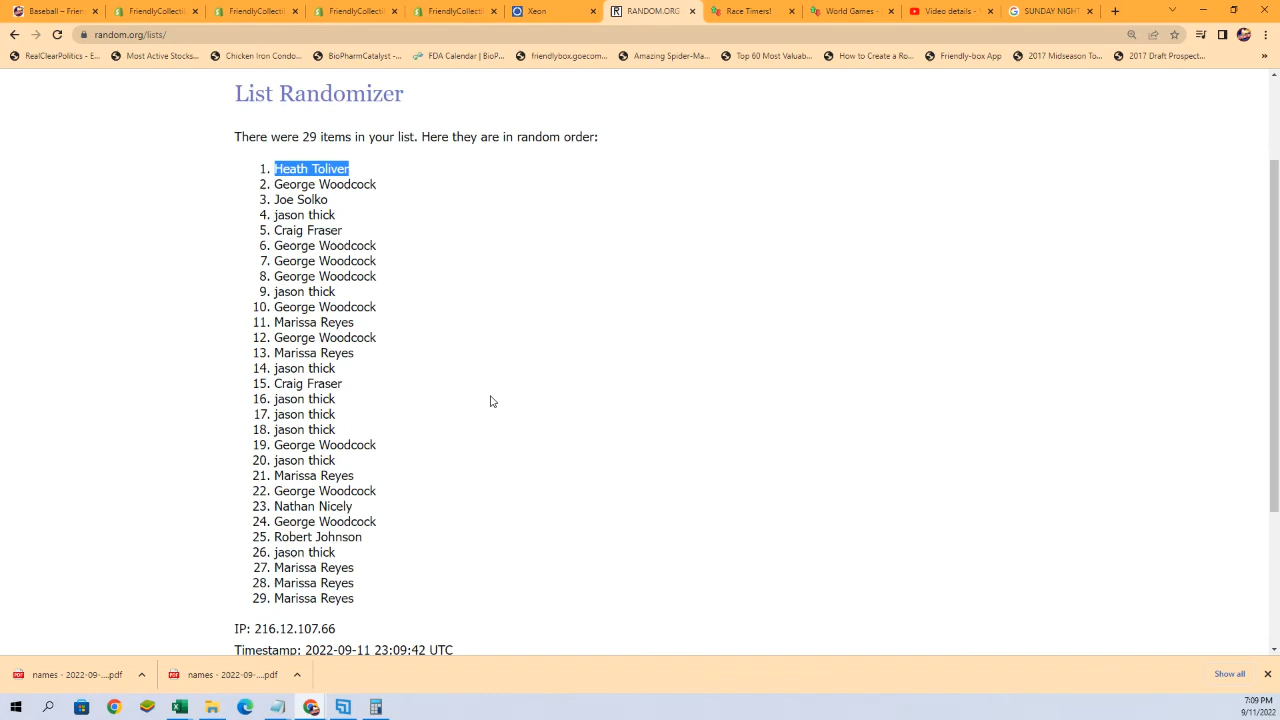 Baseball – Frier
FriendlyCollecti
FriendlyCollecti
FriendlyCollecti
FriendlyCollecti
Xeon
RANDOM.ORG
Race Timers!
World Games -
Video details -
SUNDAY NIGHT
random.org/lists/
RealClearPolitics - E...
Most Active Stocks...
Chicken Iron Condo...
BioPharmCatalyst -...
FDA Calendar | BioP...
friendlybox.goecom...
Amazing Spider-Ma...
Top 60 Most Valuab...
How to Create a Ro...
Friendly-box App
2017 Midseason To...
2017 Draft Prospect...
List Randomizer
There were 29 items in your list. Here they are in random order:
1. Heath Toliver
2. George Woodcock
3. Joe Solko
4. jason thick
5. Craig Fraser
6. George Woodcock
7. George Woodcock
8. George Woodcock
9. jason thick
10. George Woodcock
11. Marissa Reyes
12. George Woodcock
13. Marissa Reyes
14. jason thick
15. Craig Fraser
16. jason thick
17. jason thick
18. jason thick
19. George Woodcock
20. jason thick
21. Marissa Reyes
22. George Woodcock
23. Nathan Nicely
24. George Woodcock
25. Robert Johnson
26. jason thick
27. Marissa Reyes
28. Marissa Reyes
29. Marissa Reyes
IP: 216.12.107.66
Timestamp: 2022-09-11 23:09:42 UTC
names - 2022-09-....pdf
names - 2022-09-....pdf
Show all
7:09 PM
9/11/2022